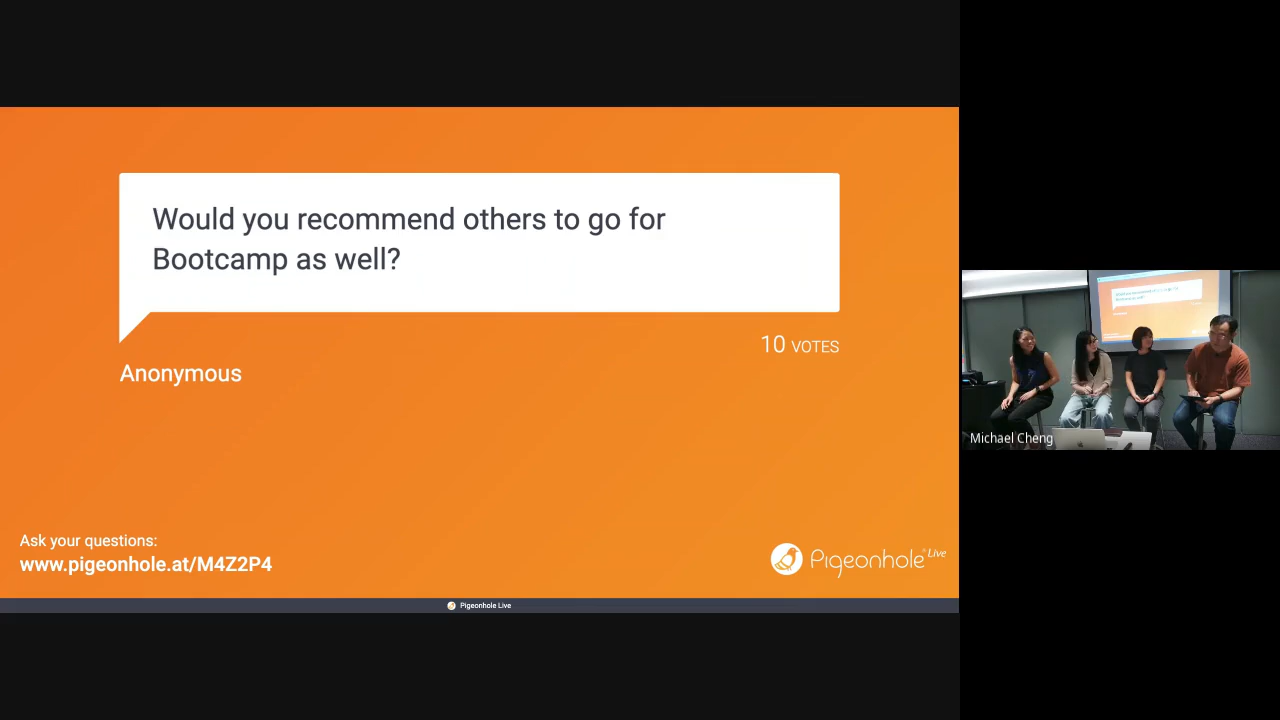 Would you recommend others to go for
Bootcamp as well?
10 VOTES
Anonymous
Ask your questions:
www.pigeonhole.at/M4Z2P4
Pigeonhole Live
Pigeonhole Live
Michael Cheng